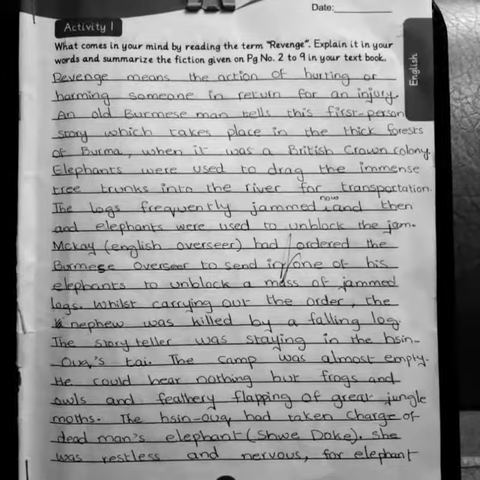 Date:
Activity 1
English
What comes in your mind by reading the term "Revenge". Explain it in your
words and summarize the fiction given on Pg No. 2 to 9 in your text book.
Revenge means the action of hurting or
harming someone in return for an injury.
An old Burmese man tells this first-person
story which takes place in the thick forests
of Burma, when it was a British Crown colony.
Elephants were used to drag the immense
tree trunks into the river for transportation.
The logs frequently jammed now and then
and elephants were used to unblock the jam.
Mckay (english overseer) had ordered the
Burmese overseer to send in one of his
elephants to unblock a mass of jammed
logs. Whilst carrying out the order, the
nephew was killed by a falling log.
The story teller was staying in the hsin-
Ouq's tai. The camp was almost empty.
He could hear nothing but frogs and
owls and feathery flapping of great jungle
moths. The hsin-ouq had taken charge of
dead man's elephant (Shwe Doke). She
was restless and nervous, for elephant